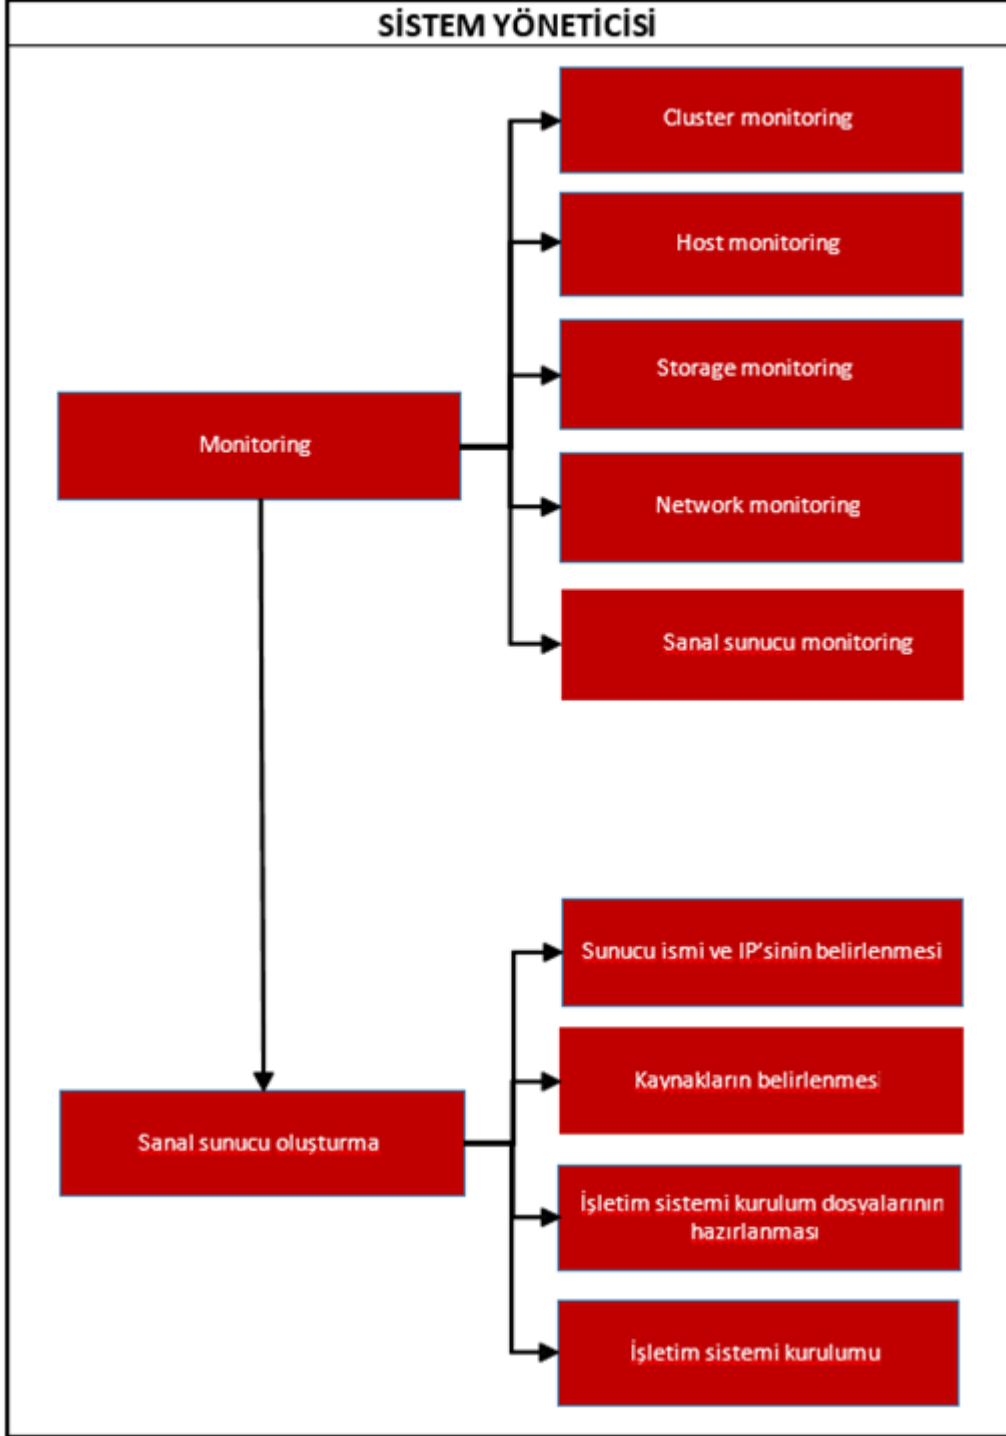 SİSTEM YÖNETİCİSİ
Cluster monitoring
Host monitoring
Storage monitoring
Monitoring
Network monitoring
Sanal sunucu monitoring
Sunucu ismi ve IP'sinin belirlenmesi
Kaynakların belirlenmesi
Sanal sunucu oluşturma
İşletim sistemi kurulum dosyalarının
hazırlanması
İşletim sistemi kurulumu